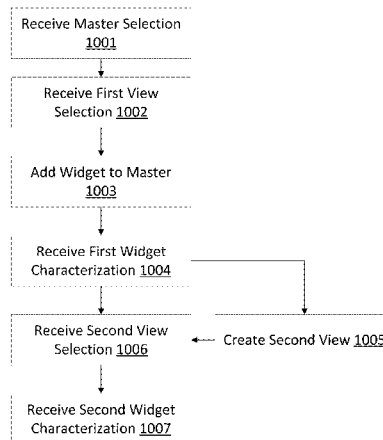 Receive Master Selection
1001
Receive First View
Selection 1002
Add Widget to Master
1003
Receive First Widget
Characterization 1004
Receive Second View
Selection 1006
Create Second View 1005
Receive Second Widget
Characterization 1007